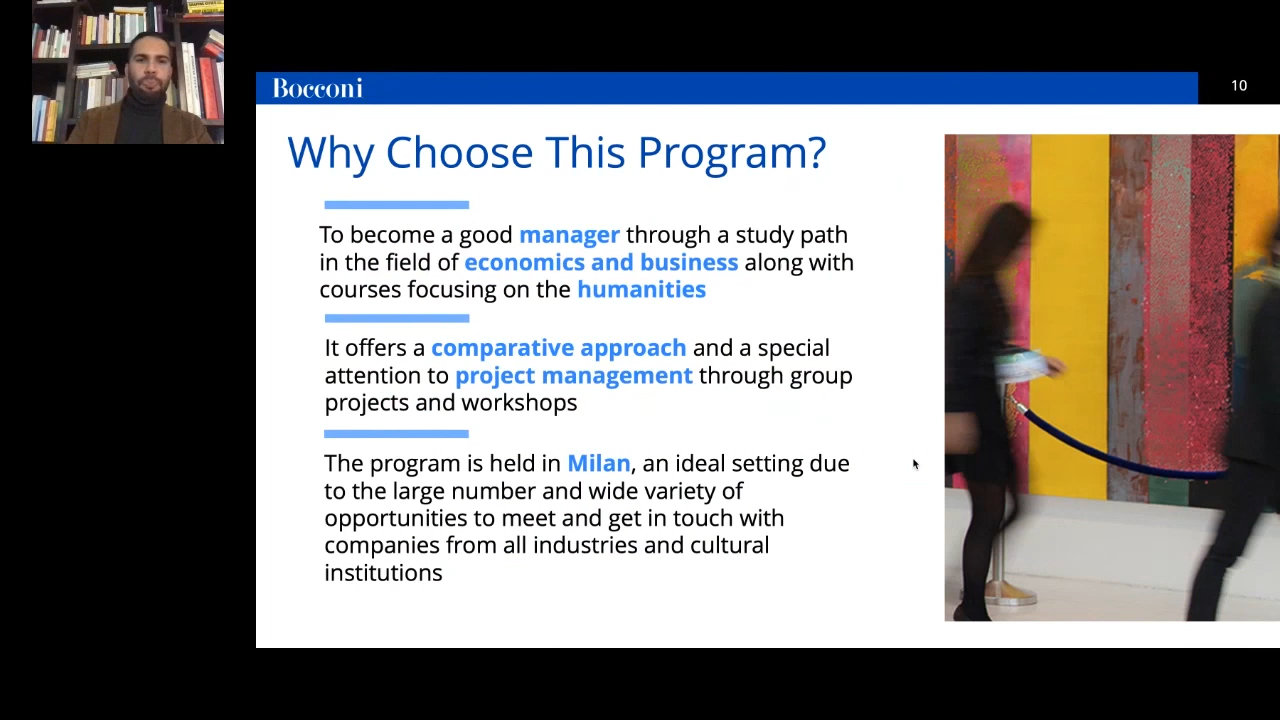 Bocconi
10
Why Choose This Program?
To become a good manager through a study path
in the field of economics and business along with
courses focusing on the humanities
It offers a comparative approach and a special
attention to project management through group
projects and workshops
The program is held in Milan, an ideal setting due
to the large number and wide variety of
opportunities to meet and get in touch with
companies from all industries and cultural
institutions